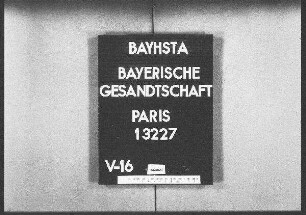 BAYHSTA
BAYERISCHE
GESANDTSCHAFT
PARIS
13227
V-16